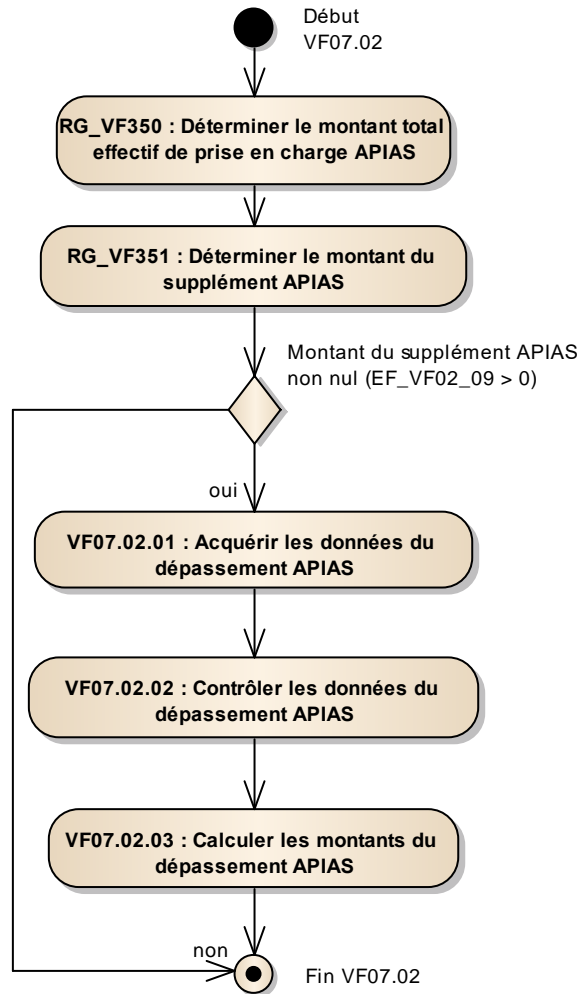 Début
VF07.02
RG_VF350 : Déterminer le montant total
effectif de prise en charge APIAS
RG_VF351 : Déterminer le montant du
supplément APIAS
Montant du supplément APIAS
non nul (EF_VF02_09 > 0)
oui
VF07.02.01 : Acquérir les données du
dépassement APIAS
VF07.02.02 : Contrôler les données du
dépassement APIAS
VF07.02.03 : Calculer les montants du
dépassement APIAS
non
Fin VF07.02